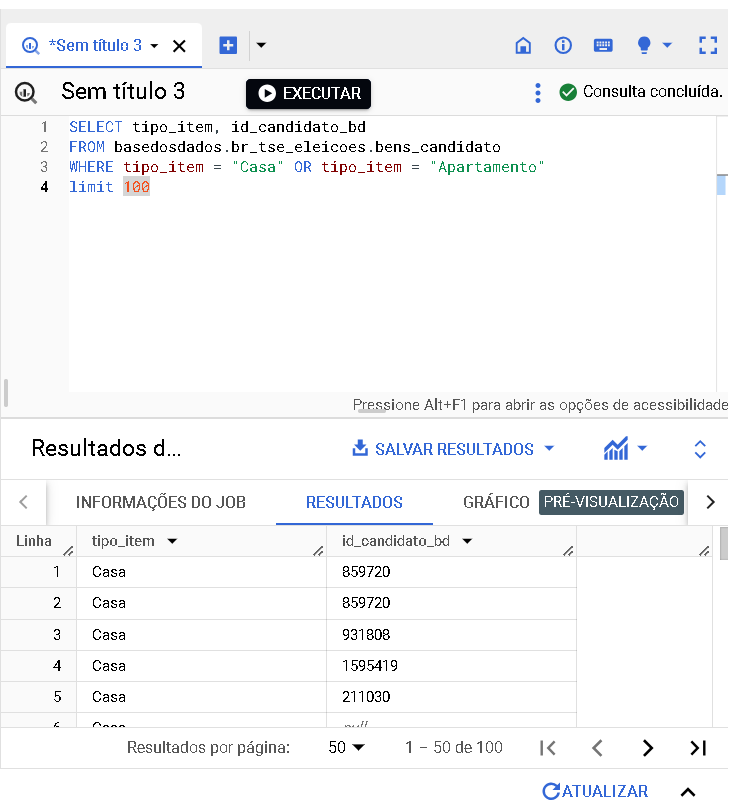 *Sem título 3
Sem título 3
EXECUTAR
Consulta concluída.
1 SELECT tipo_item, id_candidato_bd
2 FROM basedosdados.br_tse_eleicoes.bens_candidato
3 WHERE tipo_item = "Casa" OR tipo_item = "Apartamento"
4 limit 100
Pressione Alt+F1 para abrir as opções de acessibilidade
Resultados d...
SALVAR RESULTADOS
INFORMAÇÕES DO JOB RESULTADOS GRÁFICO PRÉ-VISUALIZAÇÃO
Linha tipo_item id_candidato_bd
1 Casa 859720
2 Casa 859720
3 Casa 931808
4 Casa 1595419
5 Casa 211030
6 Casa null
Resultados por página: 50 1 – 50 de 100
ATUALIZAR